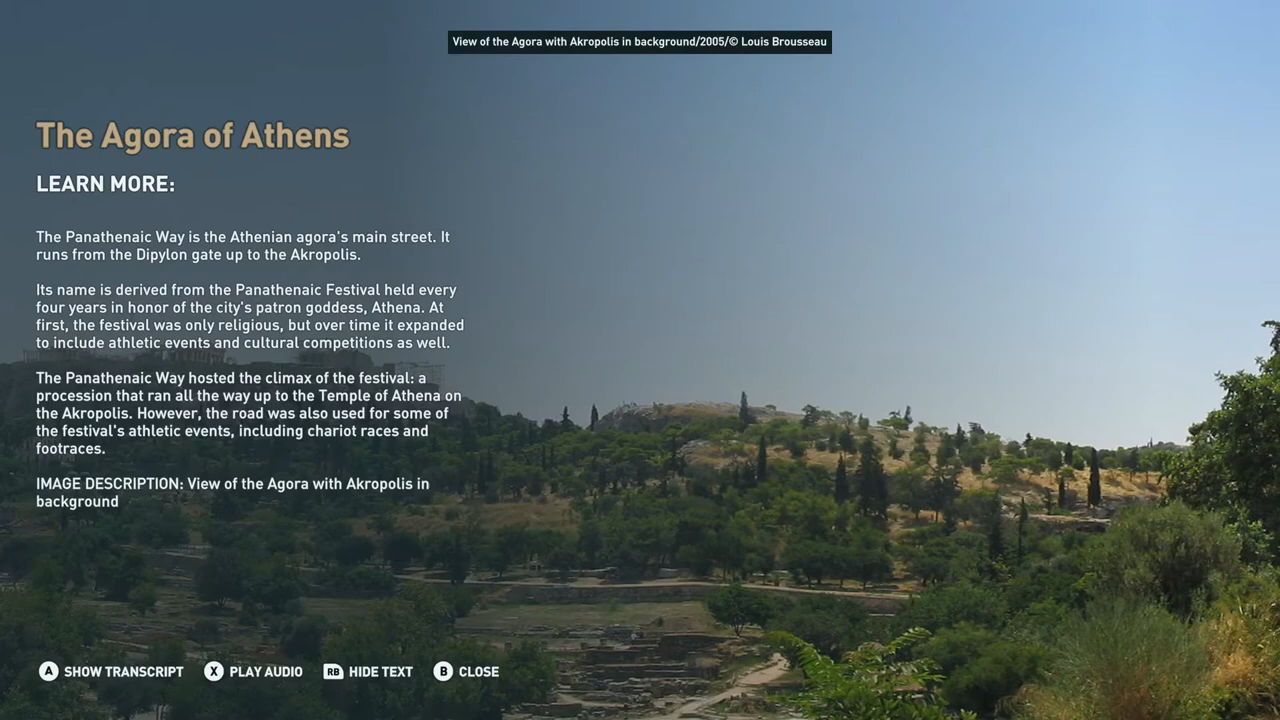 View of the Agora with Akropolis in background/2005/© Louis Brousseau
The Agora of Athens
LEARN MORE:
The Panathenaic Way is the Athenian agora's main street. It
runs from the Dipylon gate up to the Akropolis.
Its name is derived from the Panathenaic Festival held every
four years in honor of the city's patron goddess, Athena. At
first, the festival was only religious, but over time it expanded
to include athletic events and cultural competitions as well.
The Panathenaic Way hosted the climax of the festival: a
procession that ran all the way up to the Temple of Athena on
the Akropolis. However, the road was also used for some of
the festival's athletic events, including chariot races and
footraces.
IMAGE DESCRIPTION: View of the Agora with Akropolis in
background
A SHOW TRANSCRIPT X PLAY AUDIO RB HIDE TEXT B CLOSE